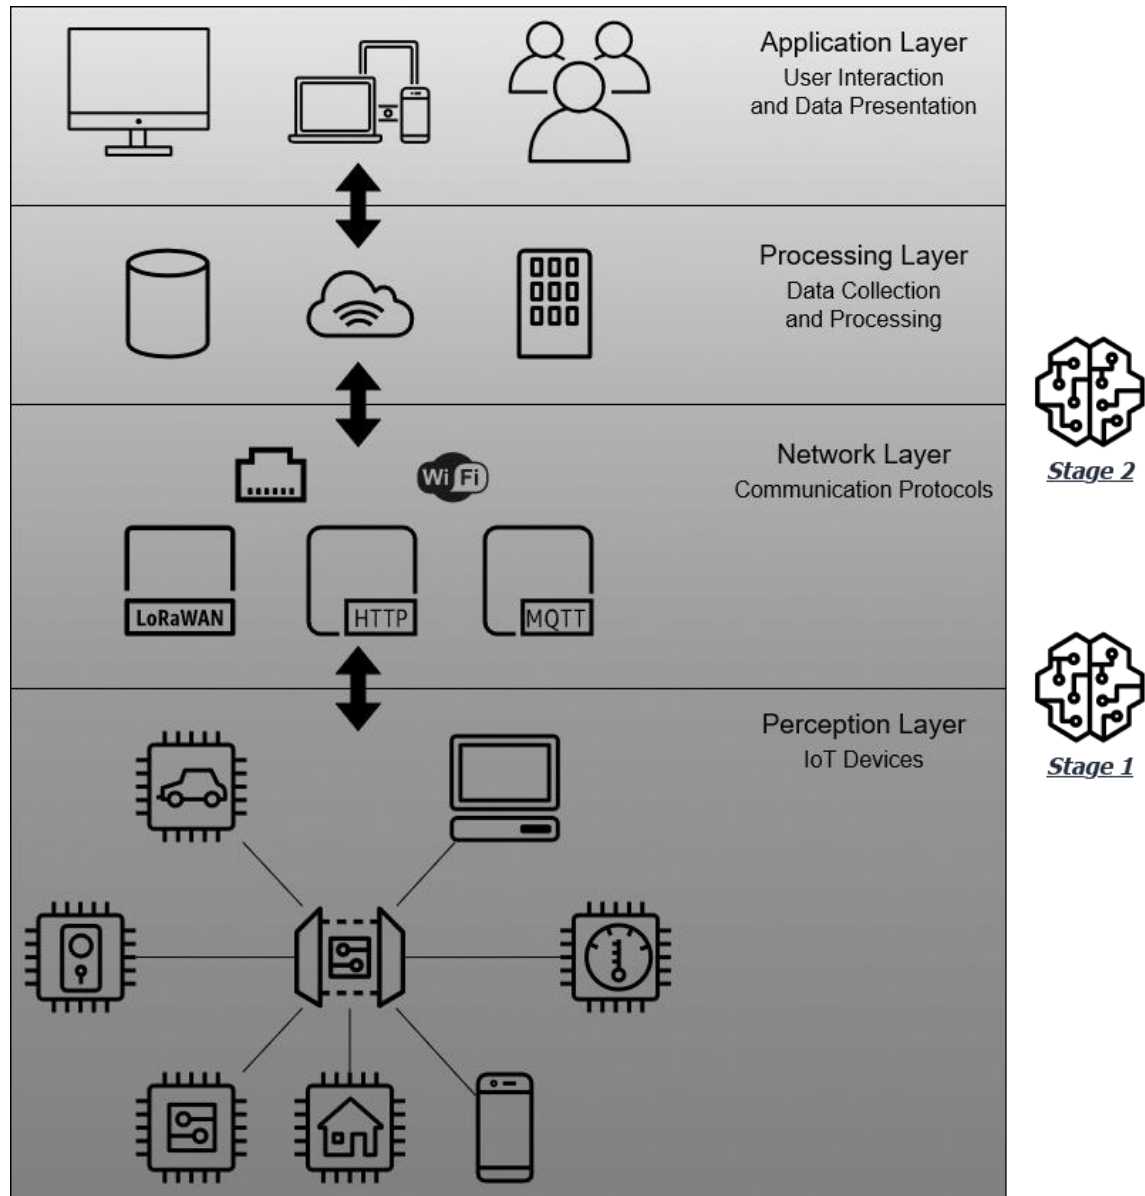 Application Layer
User Interaction
and Data Presentation
Processing Layer
Data Collection
and Processing
Stage 2
Network Layer
Communication Protocols
Wi Fi
LoRaWAN
HTTP
MQTT
Stage 1
Perception Layer
IoT Devices